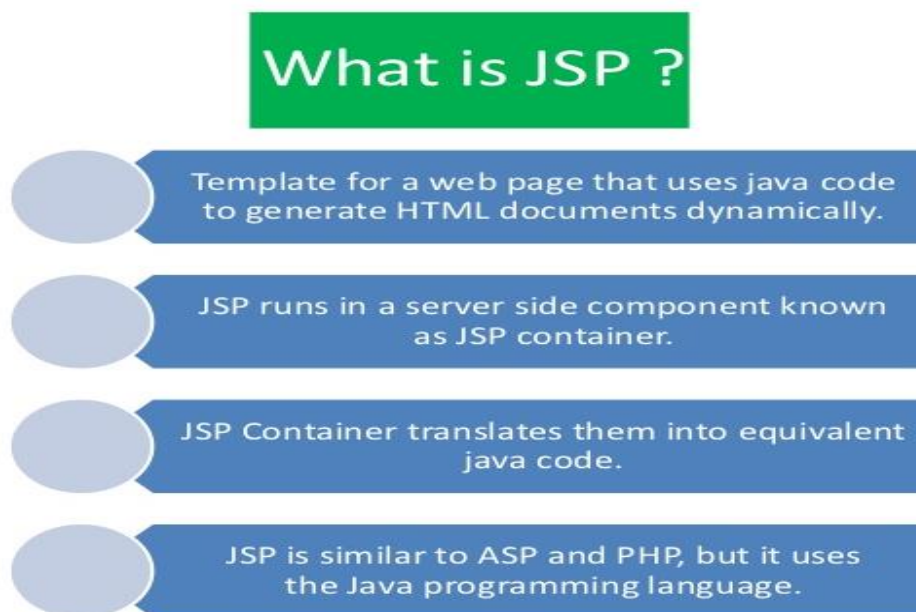 What is JSP ?
Template for a web page that uses java code
to generate HTML documents dynamically.
JSP runs in a server side component known
as JSP container.
JSP Container translates them into equivalent
java code.
JSP is similar to ASP and PHP, but it uses
the Java programming language.